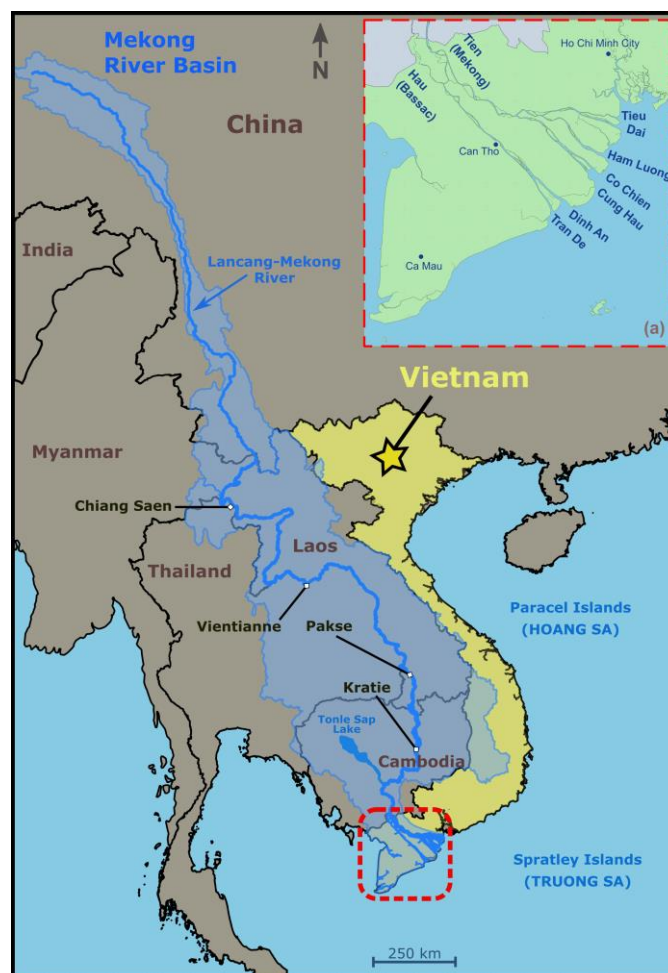 Mekong
River Basin
N
China
India
Lancang-Mekong
River
Myanmar
Vietnam
Chiang Saen
Laos
Thailand
Vientianne
Pakse
Kratie
Tonle Sap
Lake
Cambodia
Paracel Islands
(HOANG SA)
Spratley Islands
(TRUONG SA)
250 km
Tien
(Mekong)
Hau
(Bassac)
Ho Chi Minh City
Can Tho
Ca Mau
Tieu
Dai
Ham Luong
Co Chien
Cung Hau
Dinh An
Tran De
(a)